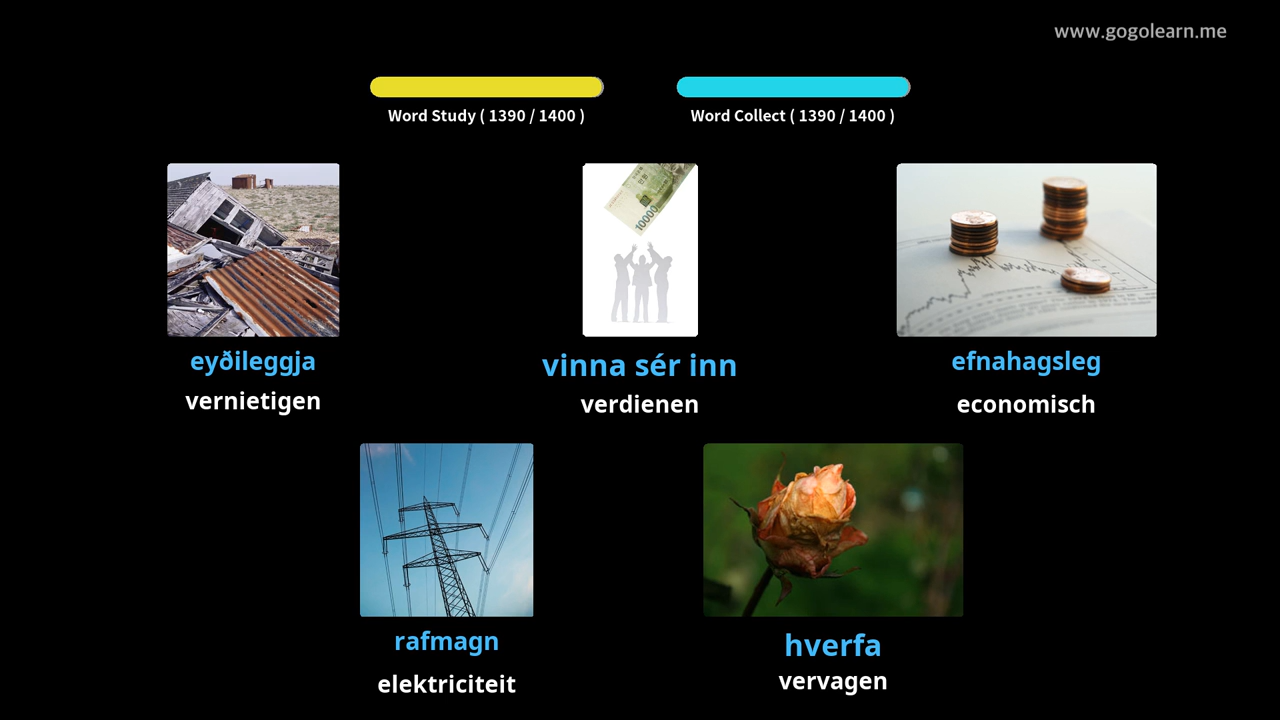 www.gogolearn.me
Word Study ( 1390 / 1400 )
Word Collect ( 1390 / 1400 )
10000
eyðileggja
vinna sér inn
efnahagsleg
vernietigen
verdienen
economisch
rafmagn
hverfa
elektriciteit
vervagen